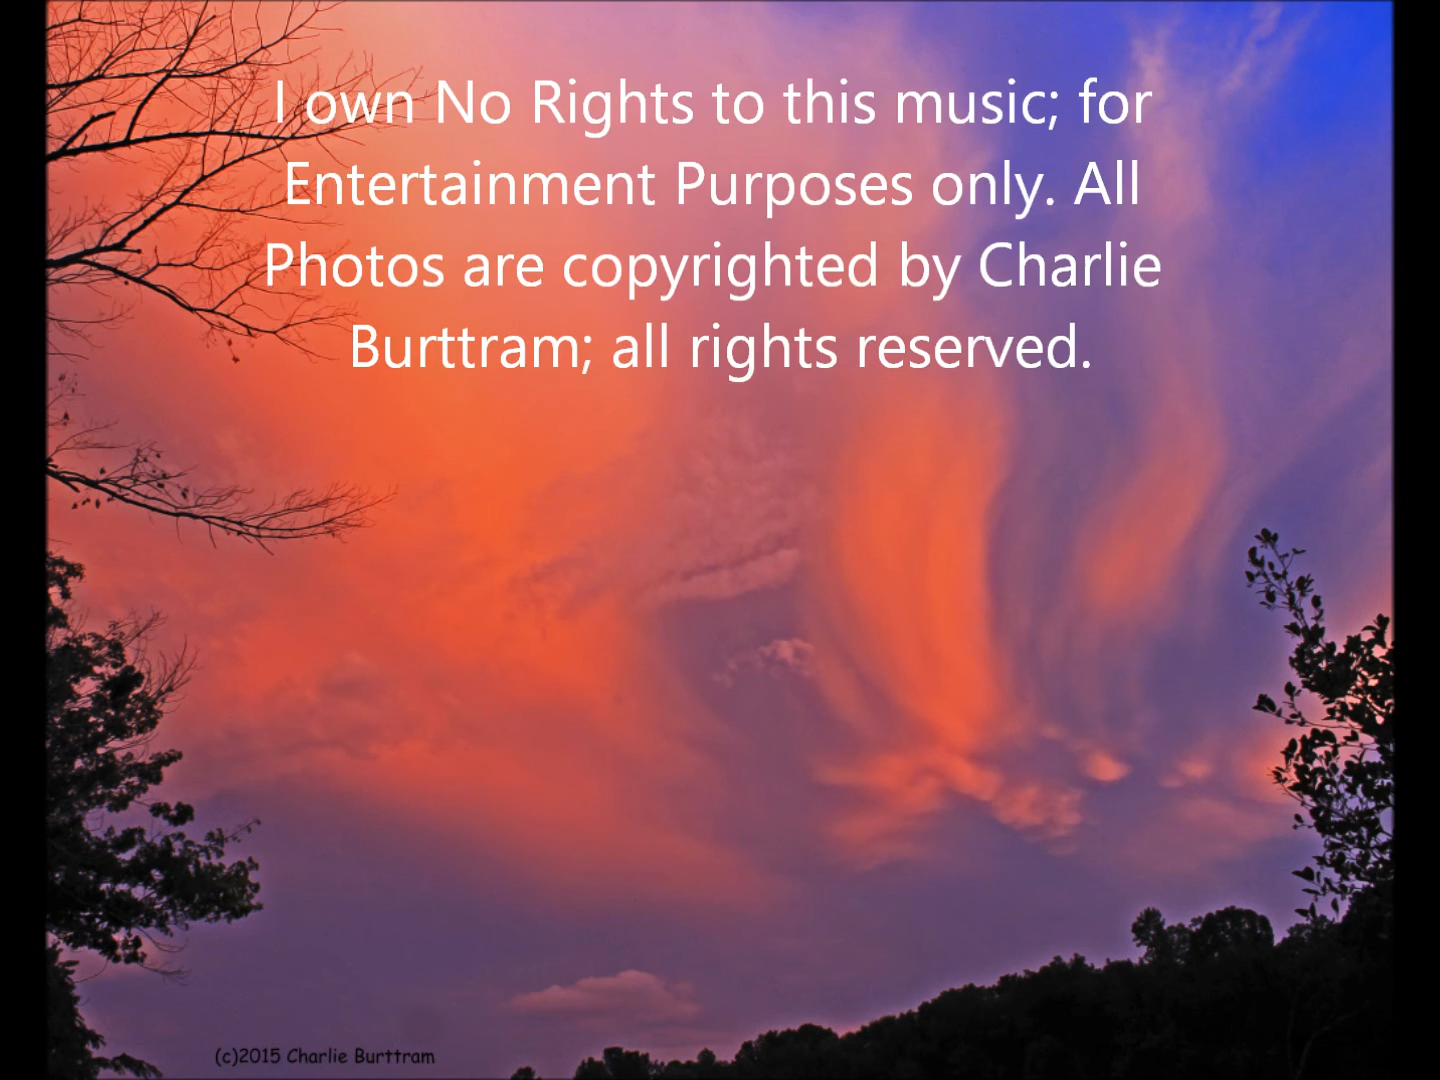 I own No Rights to this music; for
Entertainment Purposes only. All
Photos are copyrighted by Charlie
Burttram; all rights reserved.
(c)2015 Charlie Burttram